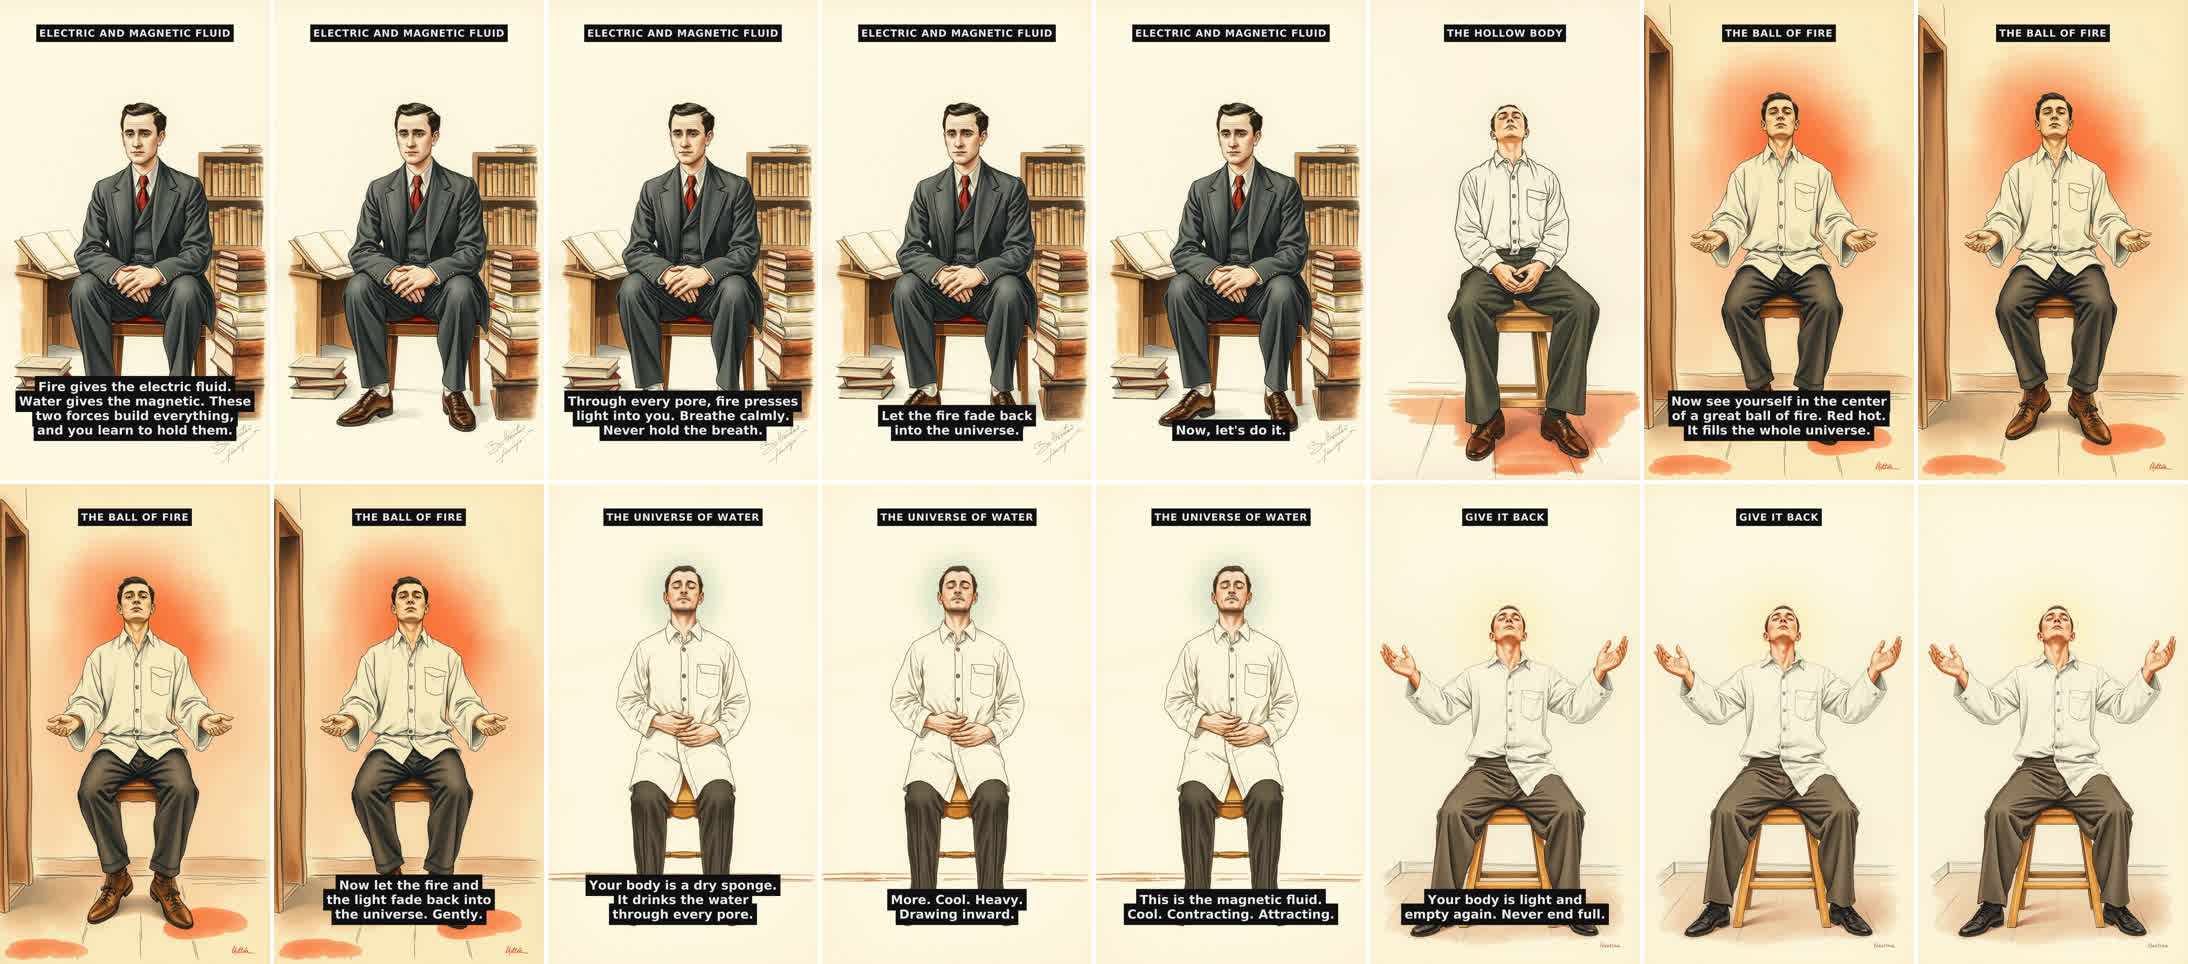 ELECTRIC AND MAGNETIC FLUID
Fire gives the electric fluid.
Water gives the magnetic. These
two forces build everything,
and you learn to hold them.
ELECTRIC AND MAGNETIC FLUID
ELECTRIC AND MAGNETIC FLUID
Through every pore, fire presses
light into you. Breathe calmly.
Never hold the breath.
ELECTRIC AND MAGNETIC FLUID
Let the fire fade back
into the universe.
ELECTRIC AND MAGNETIC FLUID
Now, let's do it.
THE HOLLOW BODY
THE BALL OF FIRE
Now see yourself in the center
of a great ball of fire. Red hot.
It fills the whole universe.
THE BALL OF FIRE
THE BALL OF FIRE
THE BALL OF FIRE
Now let the fire and
the light fade back into
the universe. Gently.
THE UNIVERSE OF WATER
Your body is a dry sponge.
It drinks the water
through every pore.
THE UNIVERSE OF WATER
More. Cool. Heavy.
Drawing inward.
THE UNIVERSE OF WATER
This is the magnetic fluid.
Cool. Contracting. Attracting.
GIVE IT BACK
Your body is light and
empty again. Never end full.
GIVE IT BACK